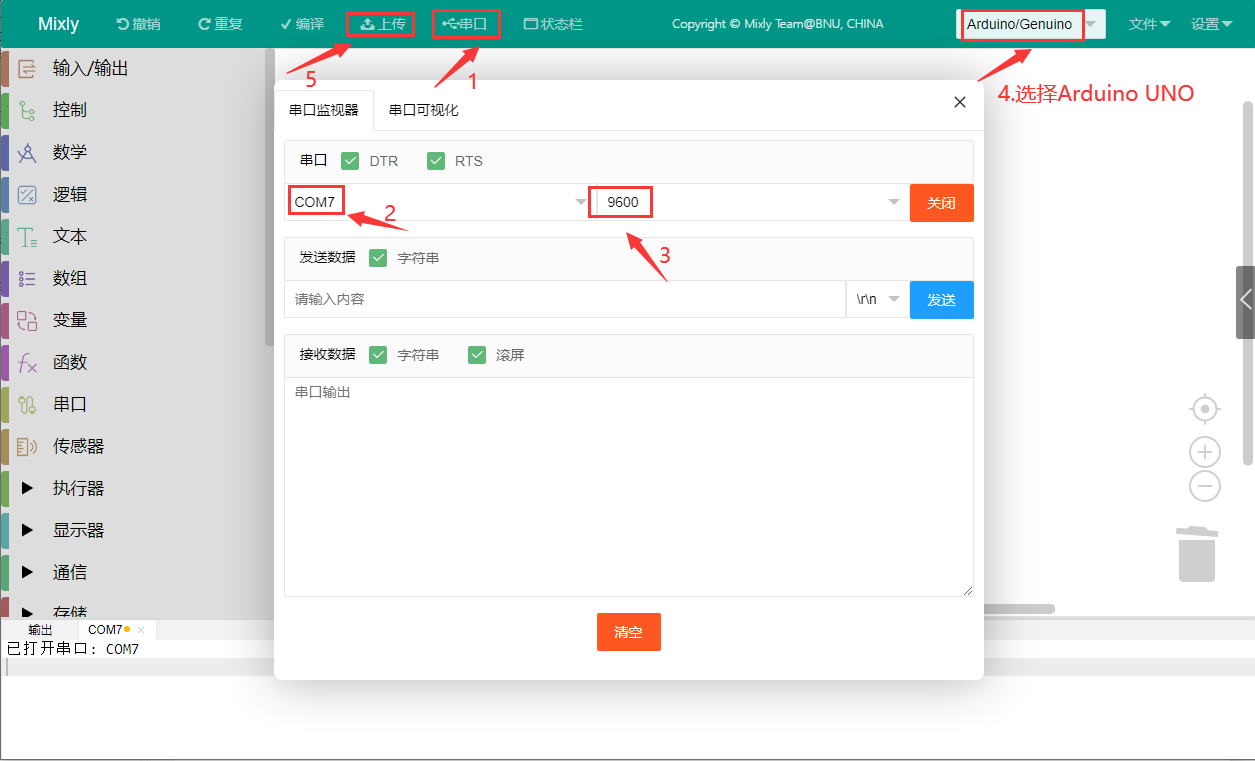 Mixly 撤销 重复 编译 上传 串口 状态栏 Copyright © Mixly Team@BNU, CHINA Arduino/Genuino 文件 设置
5
1
4.选择Arduino UNO
输入/输出
控制
数学
逻辑
文本
数组
变量
函数
串口
传感器
执行器
显示器
通信
存储
串口监视器 串口可视化
串口 DTR RTS
COM7 9600 关闭
2
3
发送数据 字符串
请输入内容 \r\n 发送
接收数据 字符串 滚屏
串口输出
清空
输出 COM7
已打开串口: COM7